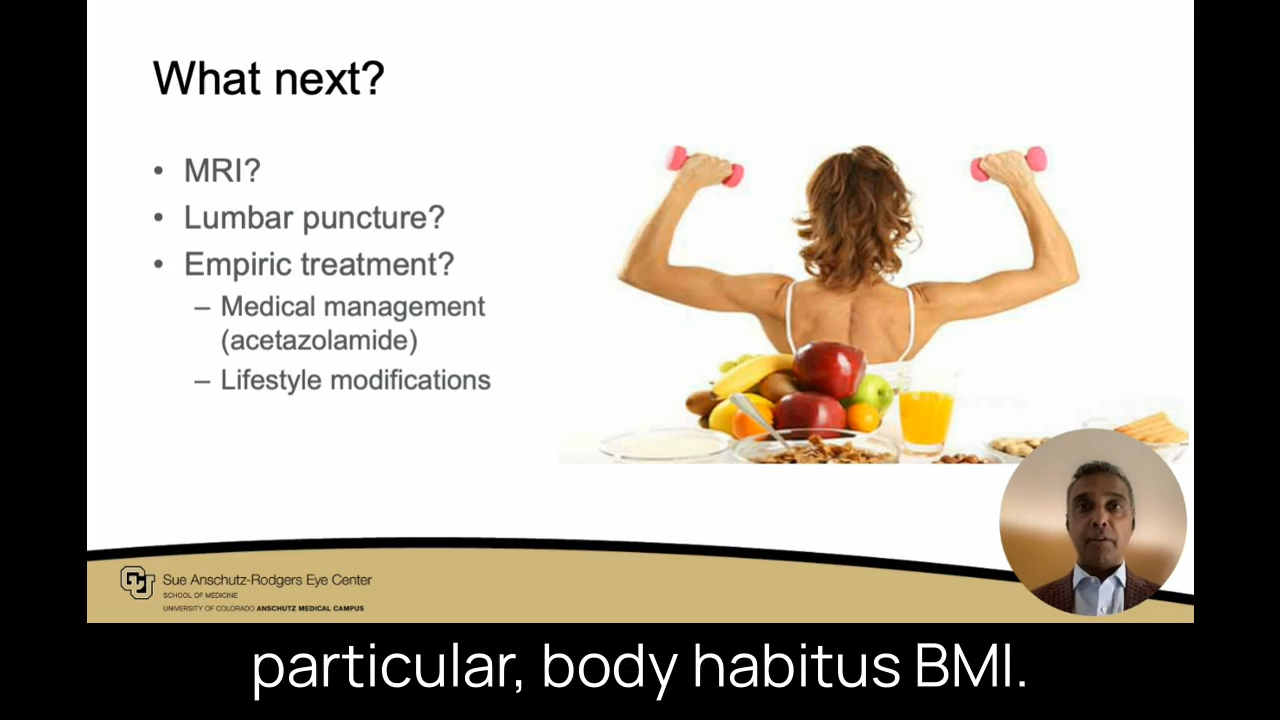 What next?
• MRI?
• Lumbar puncture?
• Empiric treatment?
– Medical management
(acetazolamide)
– Lifestyle modifications
Sue Anschutz-Rodgers Eye Center
SCHOOL OF MEDICINE
UNIVERSITY OF COLORADO ANSCHUTZ MEDICAL CAMPUS
particular, body habitus BMI.